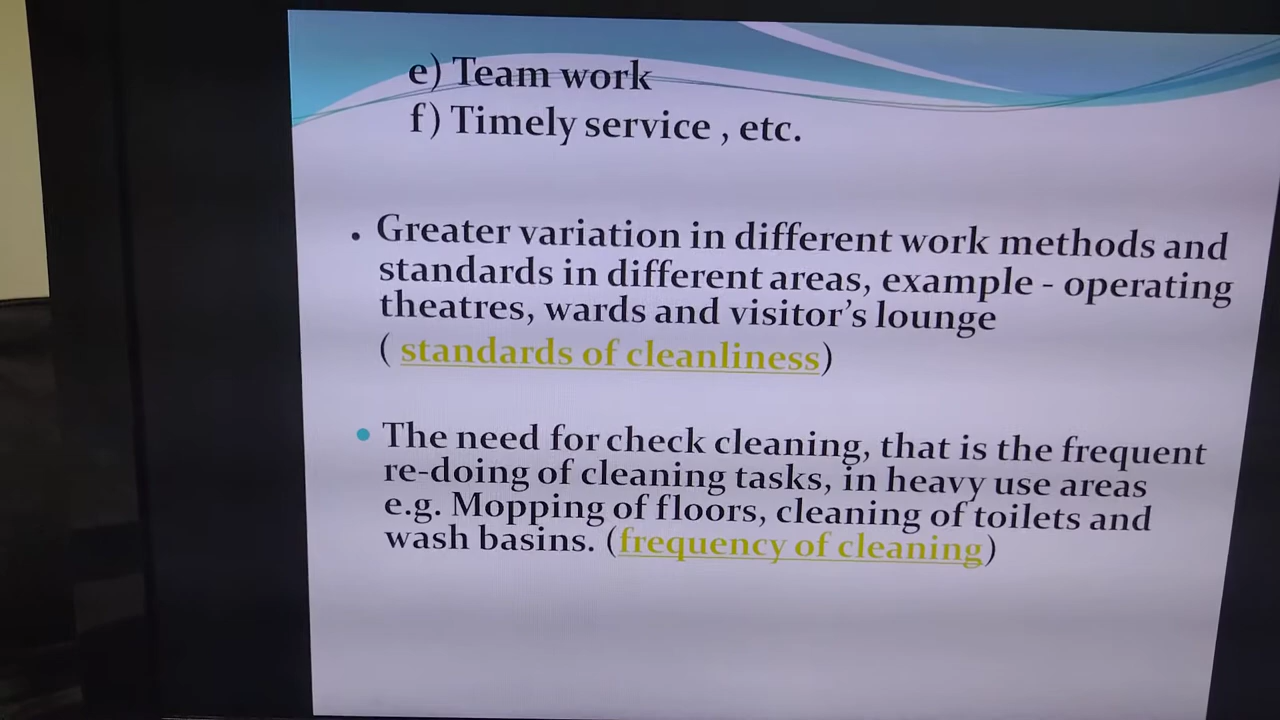 e) Team work
f) Timely service , etc.
. Greater variation in different work methods and
standards in different areas, example - operating
theatres, wards and visitor's lounge
( standards of cleanliness)
• The need for check cleaning, that is the frequent
re-doing of cleaning tasks, in heavy use areas
e.g. Mopping of floors, cleaning of toilets and
wash basins. (frequency of cleaning)